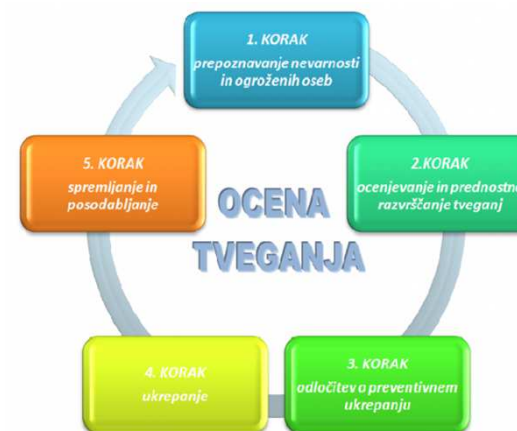 1. KORAK
prepoznavanje nevarnosti
in ogroženih oseb
2.KORAK
ocenjevanje in prednostno
razvrščanje tveganj
3. KORAK
odločitev o preventivnem
ukrepanju
4. KORAK
ukrepanje
5. KORAK
spremljanje in
posodabljanje
OCENA
TVEGANJA